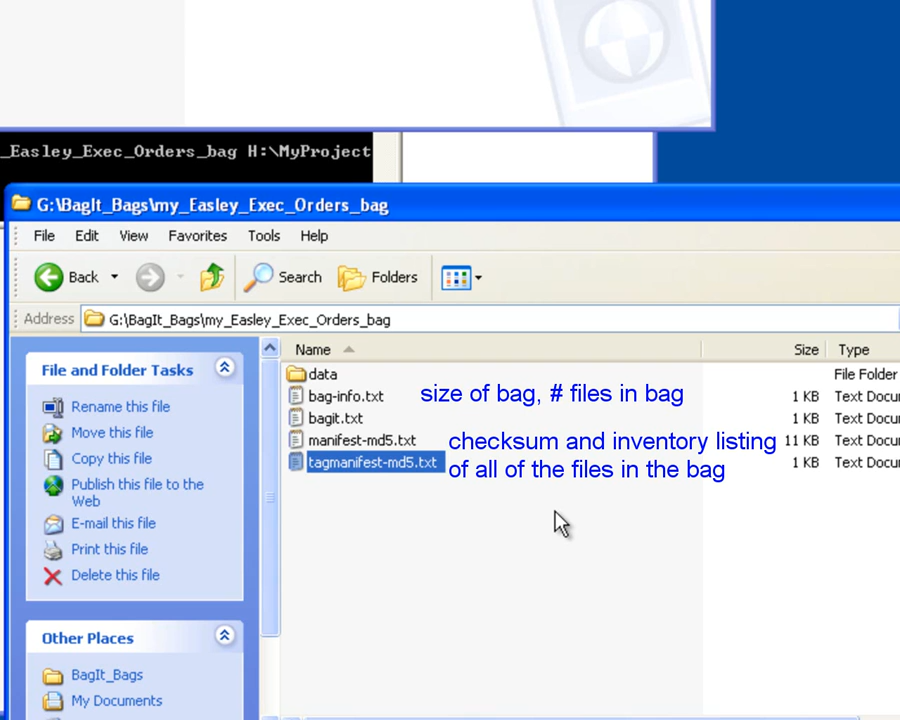 _Easley_Exec_Orders_bag H:\MyProject
G:\BagIt_Bags\my_Easley_Exec_Orders_bag
File Edit View Favorites Tools Help
Back Search Folders
Address G:\BagIt_Bags\my_Easley_Exec_Orders_bag
File and Folder Tasks
Rename this file
Move this file
Copy this file
Publish this file to the
Web
E-mail this file
Print this file
Delete this file
Other Places
BagIt_Bags
My Documents
Name Size Type
data File Folder
bag-info.txt size of bag, # files in bag 1 KB Text Docu
bagit.txt 1 KB Text Docu
manifest-md5.txt checksum and inventory listing 11 KB Text Docu
tagmanifest-md5.txt of all of the files in the bag 1 KB Text Docu